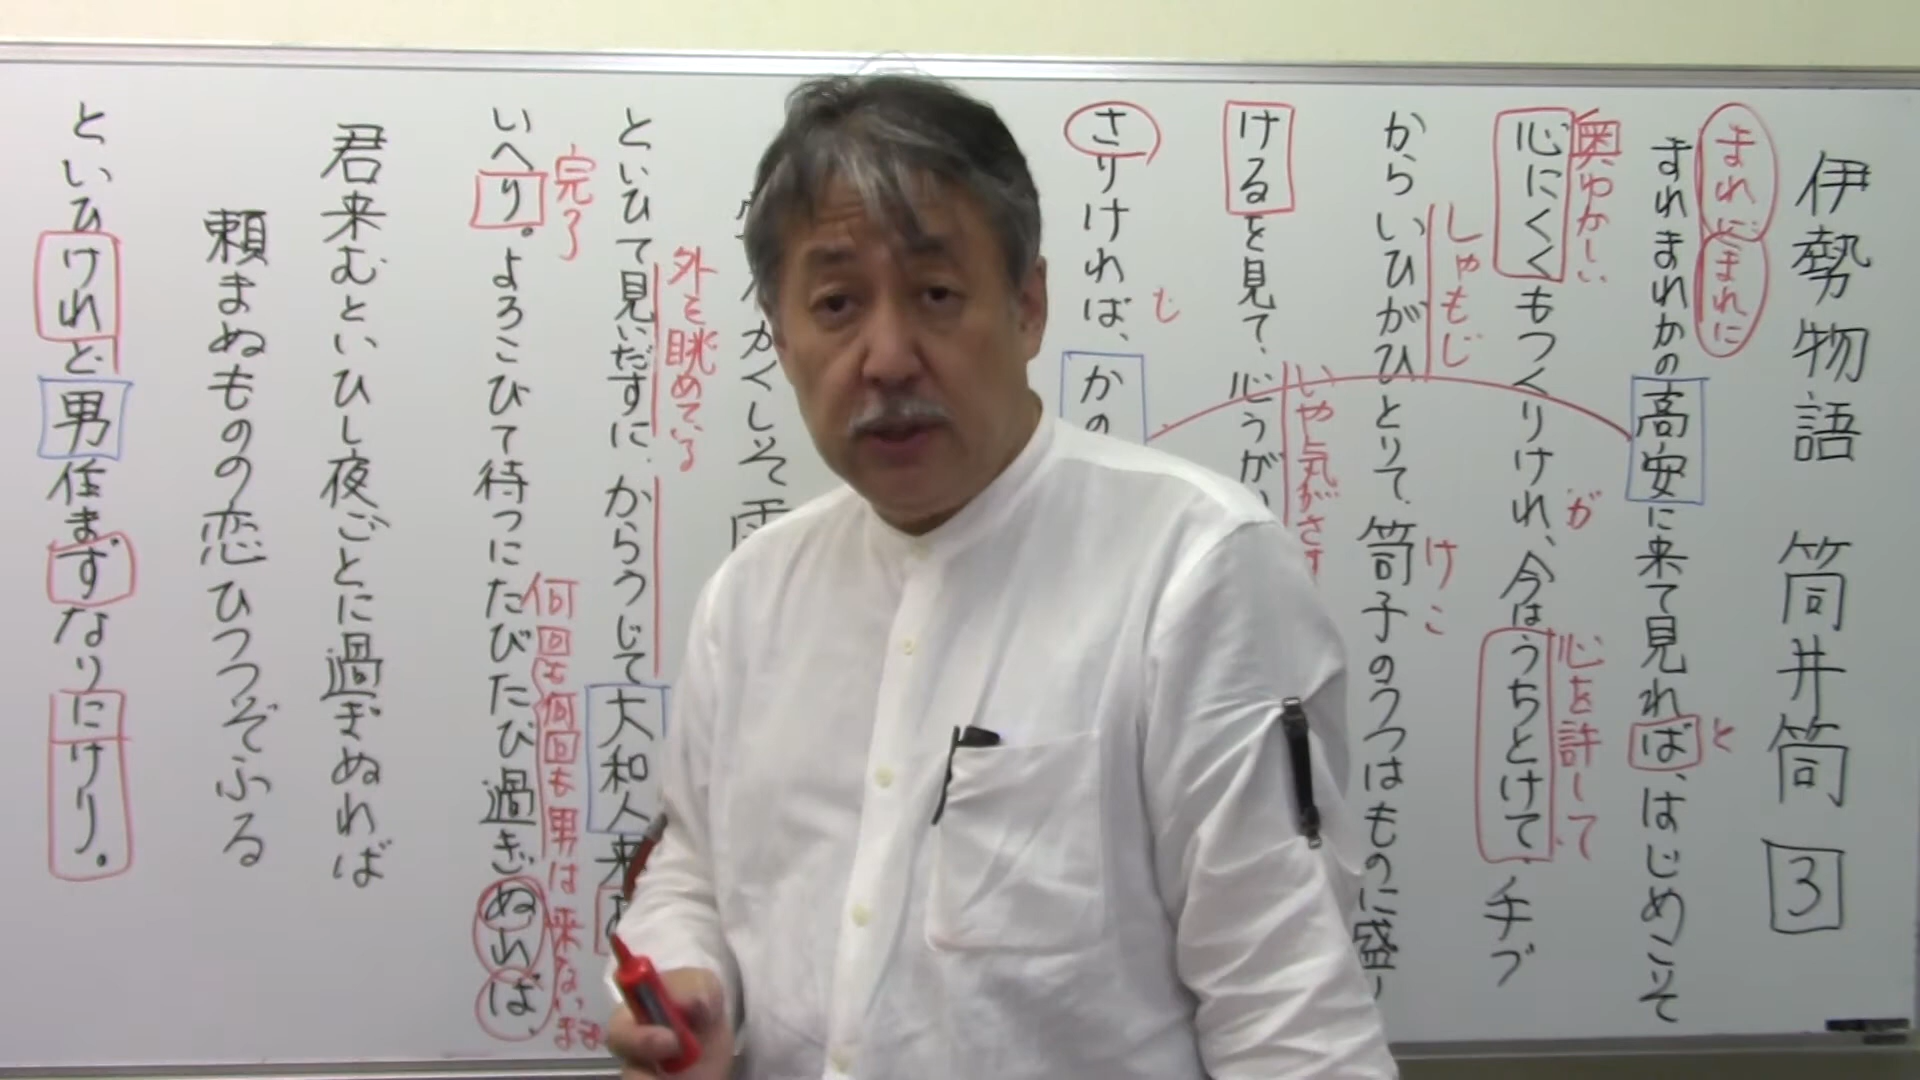 伊勢物語 筒井筒 3
まれに まれに
まれまれかの高安に来て見れば、はじめこそ
と
奥ゆかしい
心にくくもつくりけれ、今はうちとけて、手づ
が
心を許して
しゃもじ
からいひがひとりて、笥子のうつはものに盛り
けこ
いや気がさ
けるを見て、心うが
さりければ、かの
し
かくしそ雨
外を眺めている
といひて見いだすに、からうじて大和人来
完了
いへり。よろこびて待つにたびたび過ぎぬれば、
何回も何回も男は来ないまま
君来むといひし夜ごとに過ぎぬれば
頼まぬものの恋ひつつぞふる
といひけれど男住まずなりにけり。